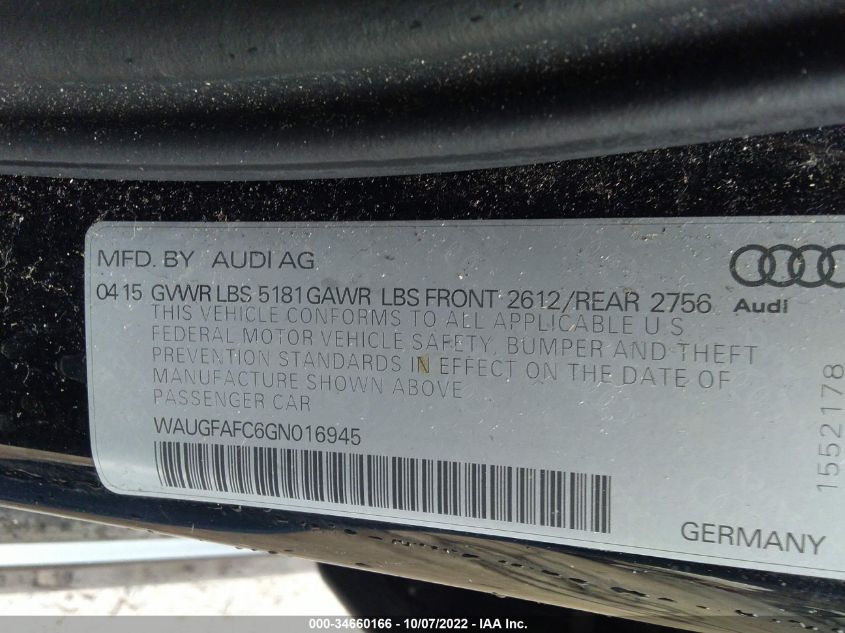 MFD. BY AUDI AG
04 15 GVWR LBS 5181 GAWR LBS FRONT 2612/REAR 2756
Audi
THIS VEHICLE CONFORMS TO ALL APPLICABLE U S
FEDERAL MOTOR VEHICLE SAFETY, BUMPER AND THEFT
PREVENTION STANDARDS IN EFFECT ON THE DATE OF
MANUFACTURE SHOWN ABOVE
PASSENGER CAR
WAUGFAFC6GN016945
1552178
GERMANY
000-34660166 - 10/07/2022 - IAA Inc.